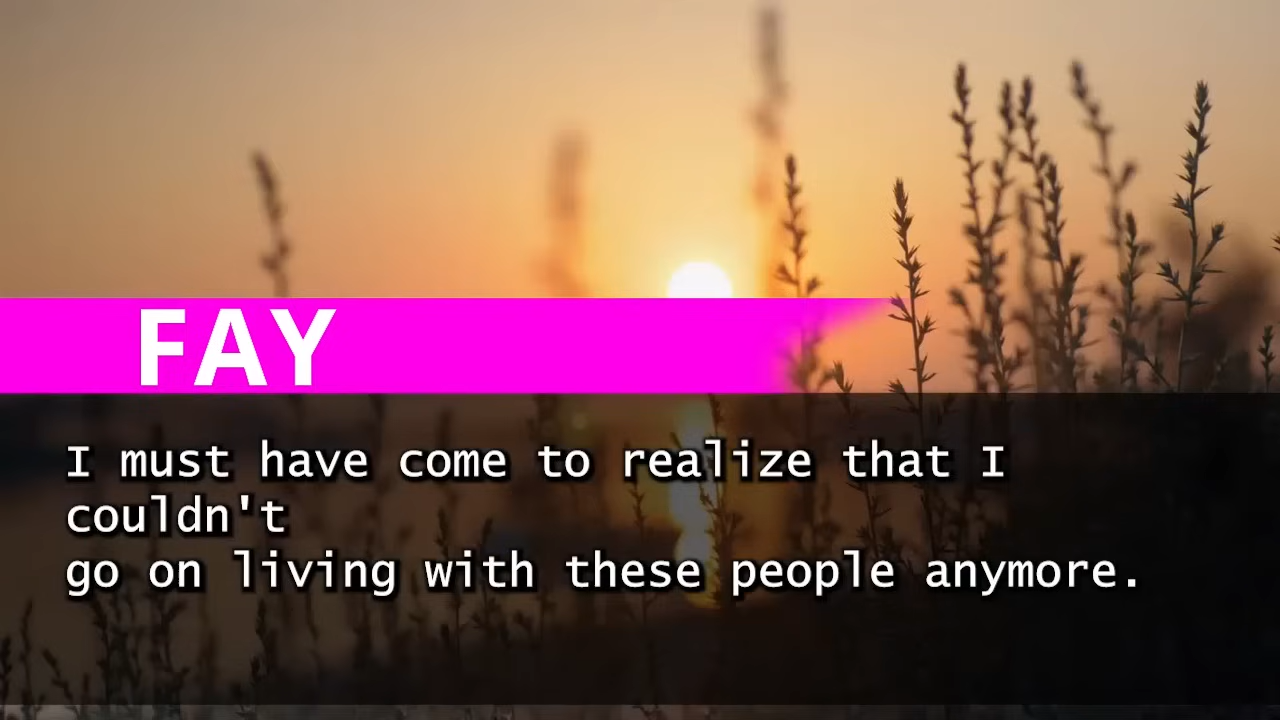 FAY
I must have come to realize that I
couldn't
go on living with these people anymore.